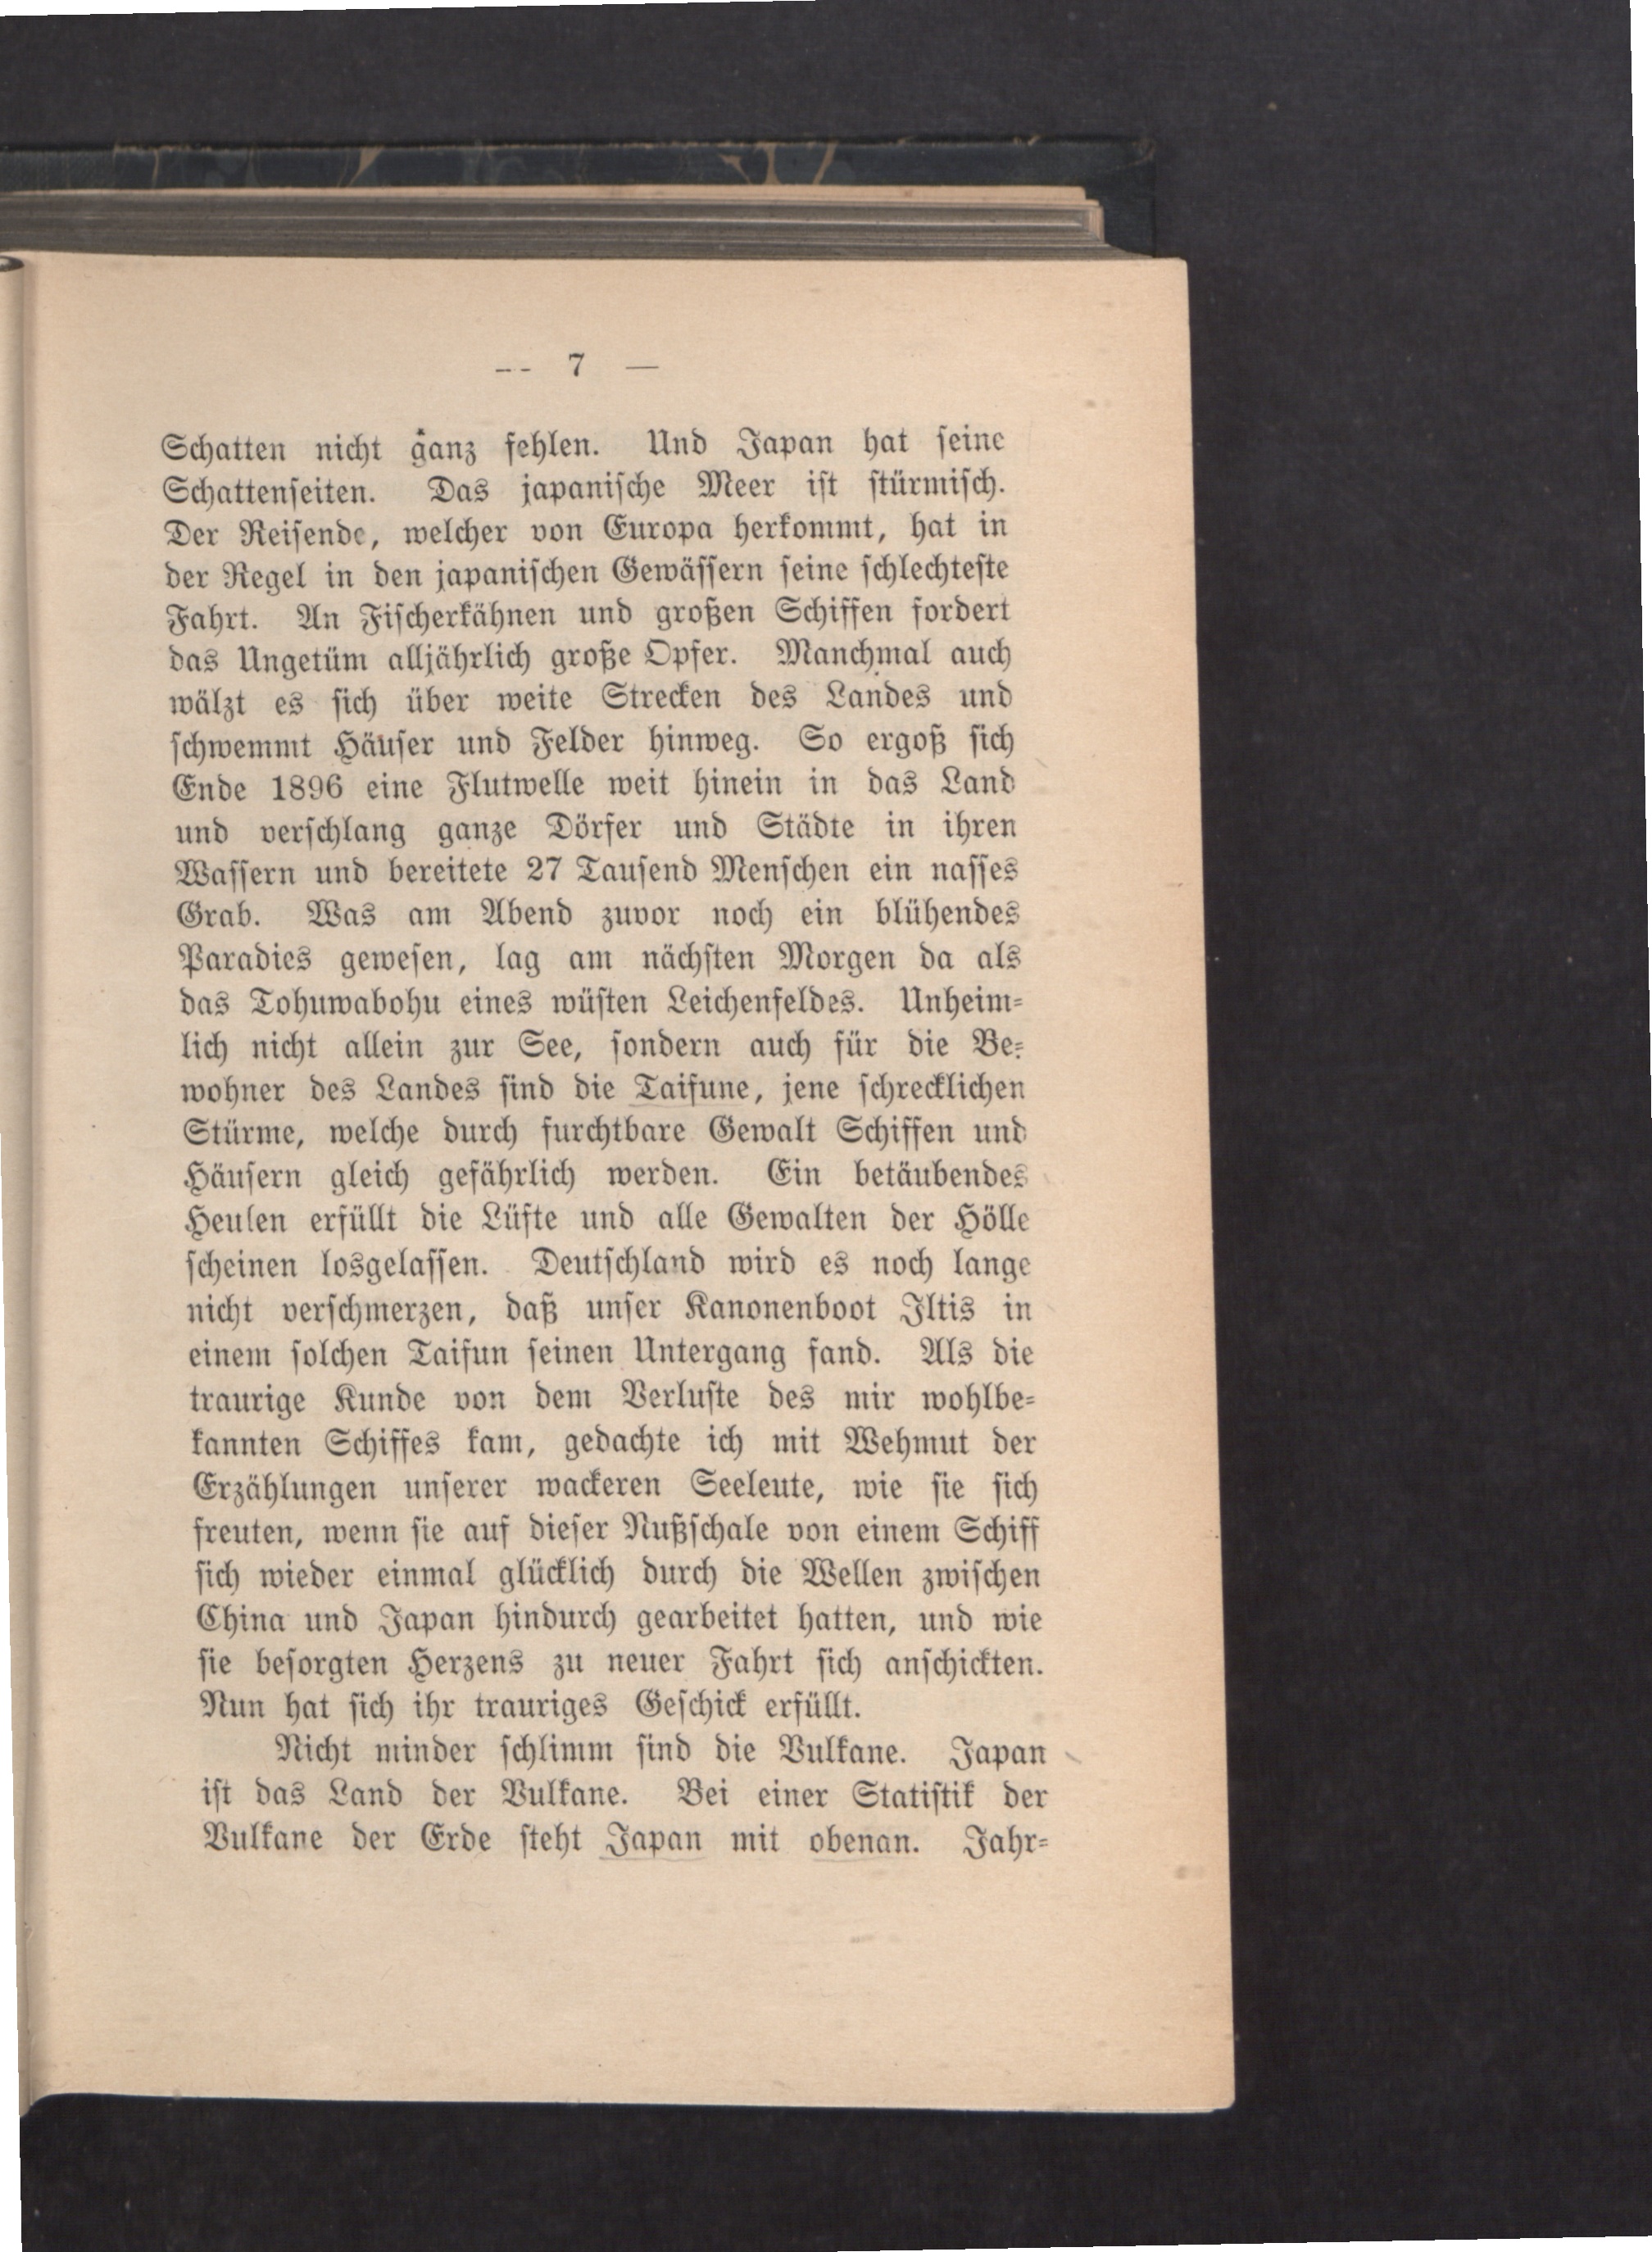 — 7 —
Schatten nicht ganz fehlen. Und Japan hat seine
Schattenseiten. Das japanische Meer ist stürmisch.
Der Reisende, welcher von Europa herkommt, hat in
der Regel in den japanischen Gewässern seine schlechteste
Fahrt. An Fischerkähnen und großen Schiffen fordert
das Ungetüm alljährlich große Opfer. Manchmal auch
wälzt es sich über weite Strecken des Landes und
schwemmt Häuser und Felder hinweg. So ergoß sich
Ende 1896 eine Flutwelle weit hinein in das Land
und verschlang ganze Dörfer und Städte in ihren
Wassern und bereitete 27 Tausend Menschen ein nasses
Grab. Was am Abend zuvor noch ein blühendes
Paradies gewesen, lag am nächsten Morgen da als
das Tohuwabohu eines wüsten Leichenfeldes. Unheim-
lich nicht allein zur See, sondern auch für die Be-
wohner des Landes sind die Taifune, jene schrecklichen
Stürme, welche durch furchtbare Gewalt Schiffen und
Häusern gleich gefährlich werden. Ein betäubendes
Heulen erfüllt die Lüfte und alle Gewalten der Hölle
scheinen losgelassen. Deutschland wird es noch lange
nicht verschmerzen, daß unser Kanonenboot Iltis in
einem solchen Taifun seinen Untergang fand. Als die
traurige Kunde von dem Verluste des mir wohlbe-
kannten Schiffes kam, gedachte ich mit Wehmut der
Erzählungen unserer wackeren Seeleute, wie sie sich
freuten, wenn sie auf dieser Nußschale von einem Schiff
sich wieder einmal glücklich durch die Wellen zwischen
China und Japan hindurch gearbeitet hatten, und wie
sie besorgten Herzens zu neuer Fahrt sich anschickten.
Nun hat sich ihr trauriges Geschick erfüllt.
Nicht minder schlimm sind die Vulkane. Japan
ist das Land der Vulkane. Bei einer Statistik der
Vulkane der Erde steht Japan mit obenan. Jahr-